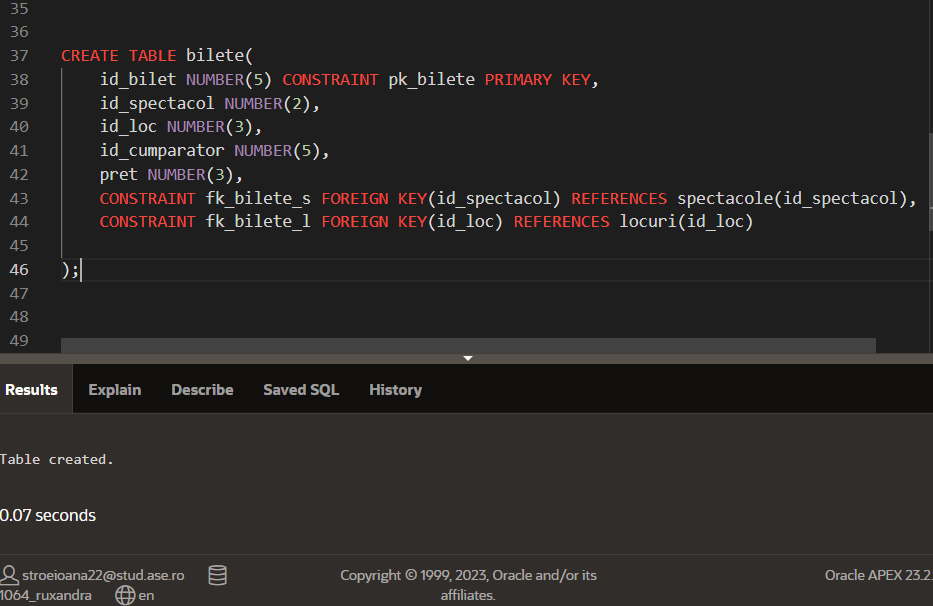 35
36
37 CREATE TABLE bilete(
38 id_bilet NUMBER(5) CONSTRAINT pk_bilete PRIMARY KEY,
39 id_spectacol NUMBER(2),
40 id_loc NUMBER(3),
41 id_cumparator NUMBER(5),
42 pret NUMBER(3),
43 CONSTRAINT fk_bilete_s FOREIGN KEY(id_spectacol) REFERENCES spectacole(id_spectacol),
44 CONSTRAINT fk_bilete_l FOREIGN KEY(id_loc) REFERENCES locuri(id_loc)
45
46 );
47
48
49
Results Explain Describe Saved SQL History
Table created.
0.07 seconds
stroeioana22@stud.ase.ro
1064_ruxandra en
Copyright © 1999, 2023, Oracle and/or its
affiliates.
Oracle APEX 23.2.